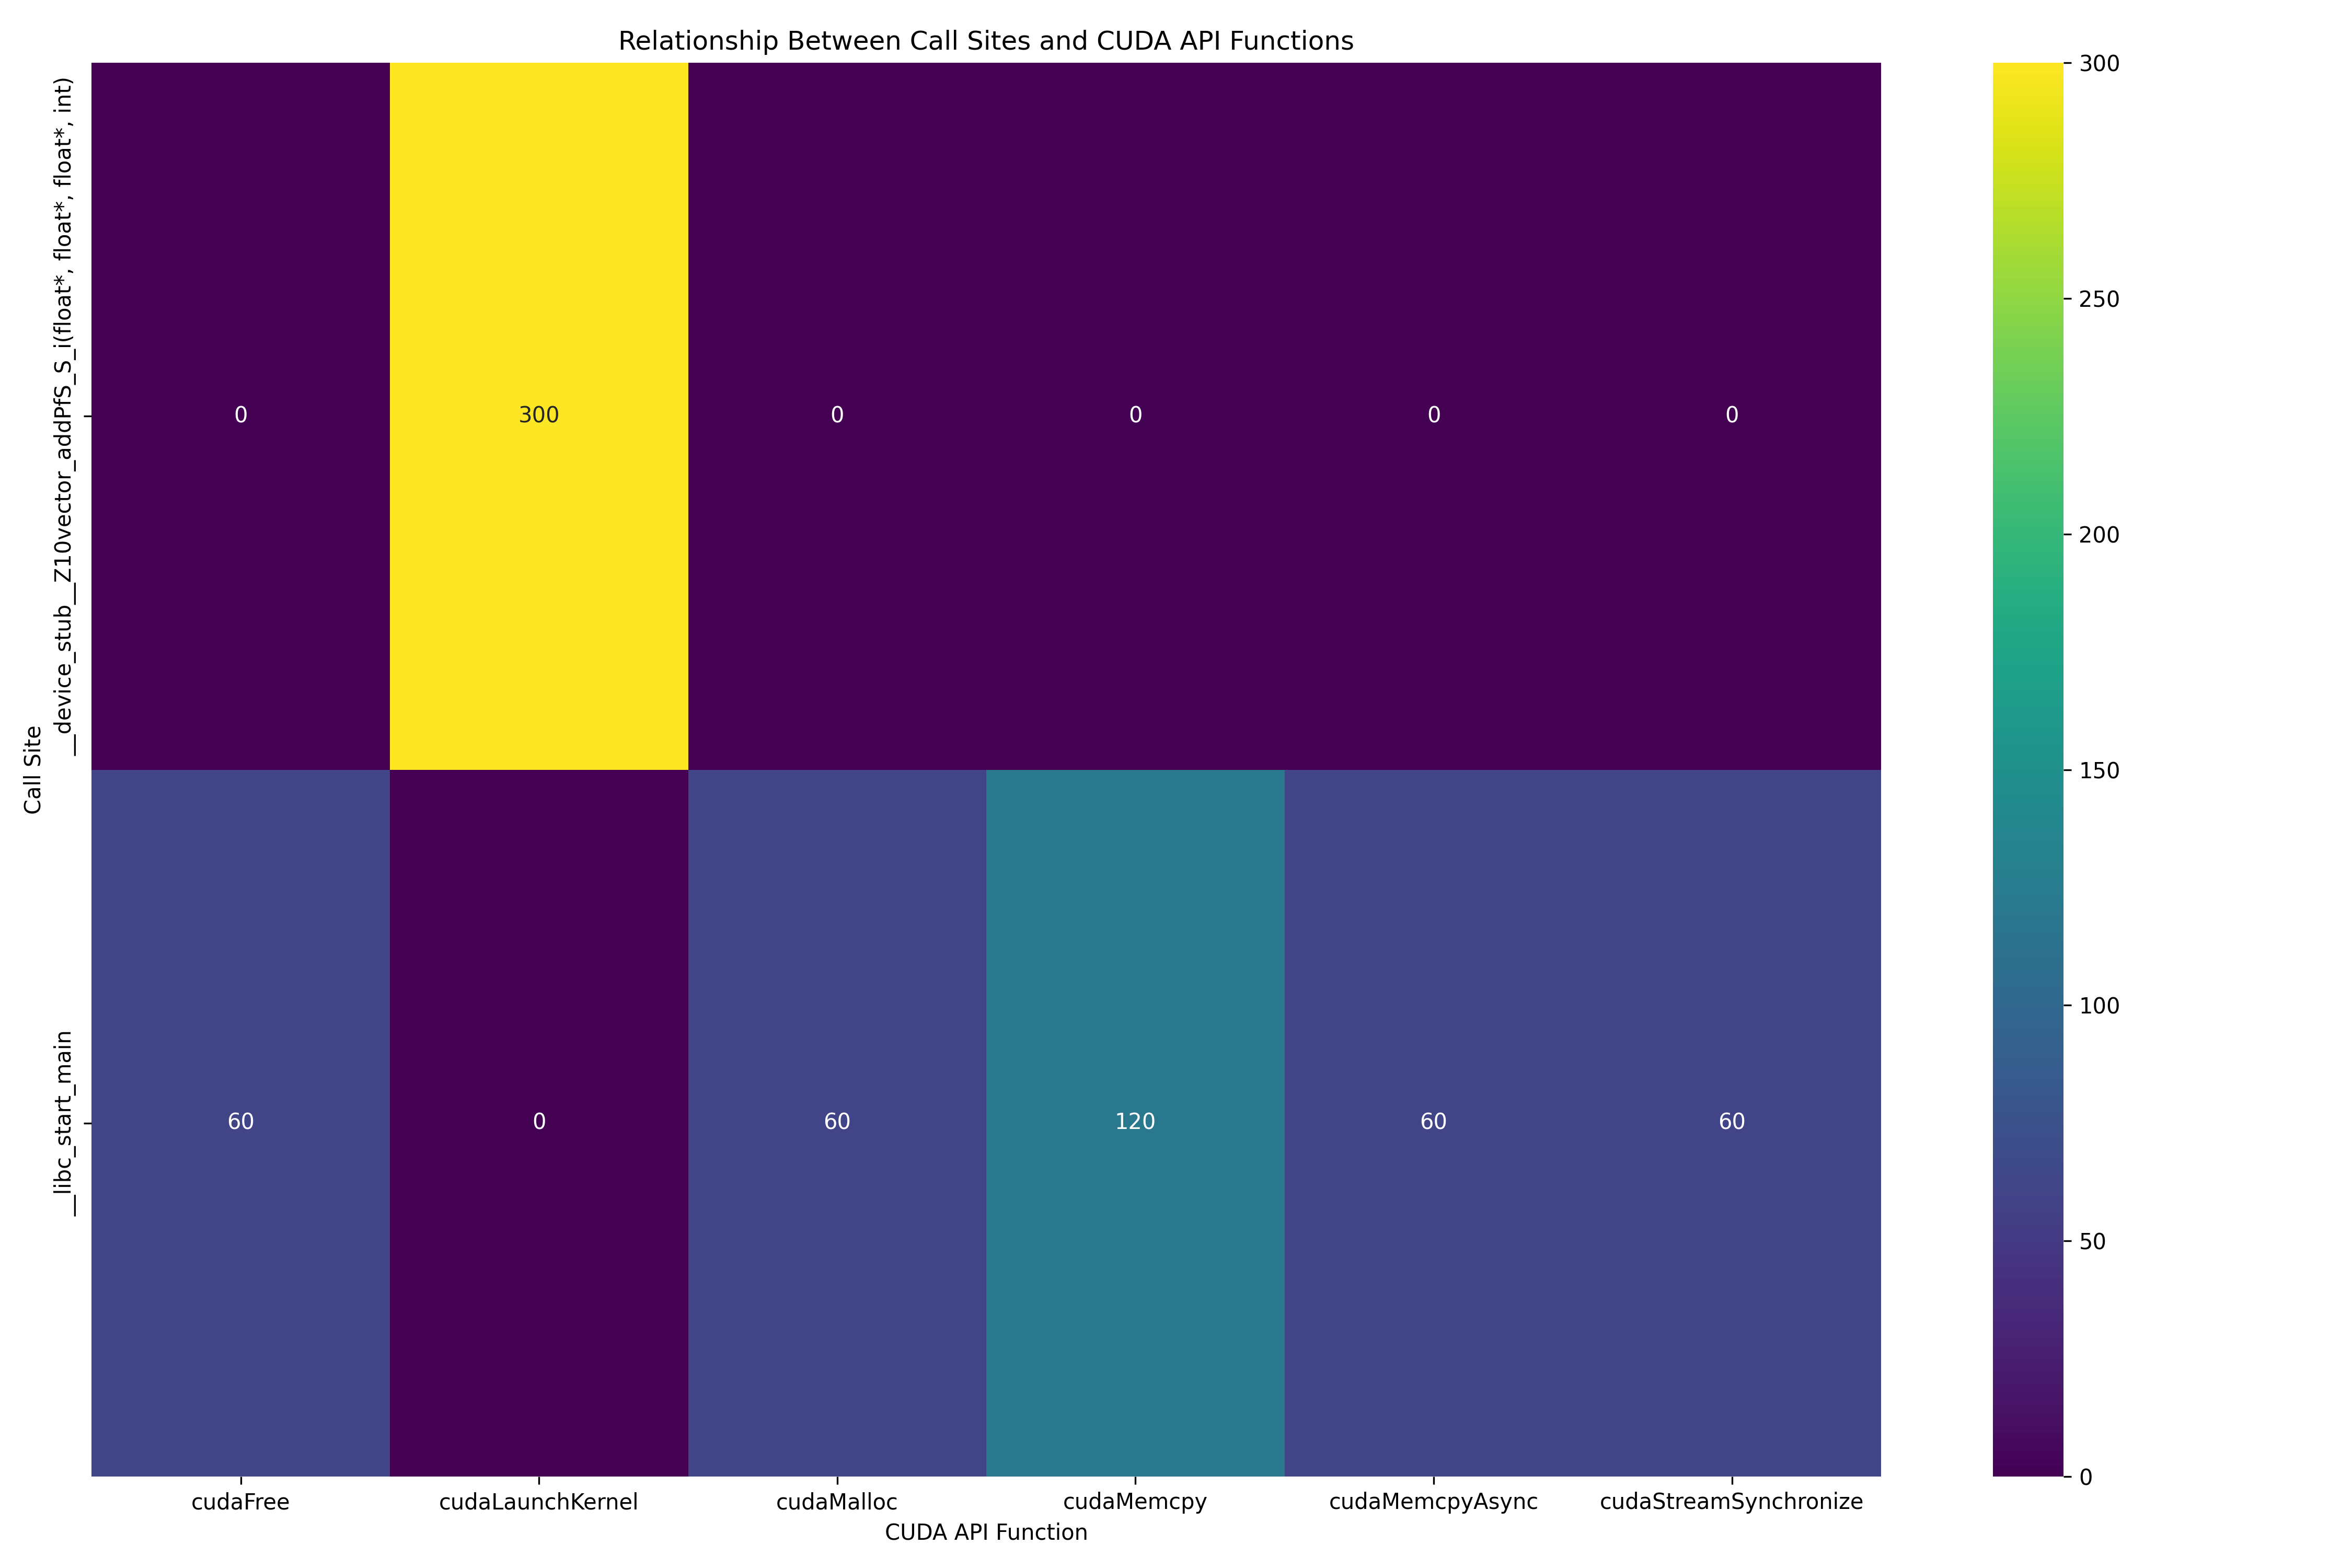 Relationship Between Call Sites and CUDA API Functions
Call Site
__device_stub__Z10vector_addPfS_S_i(float*, float*, float*, int)
0 300 0 0 0 0
__libc_start_main
60 0 60 120 60 60
cudaFree cudaLaunchKernel cudaMalloc cudaMemcpy cudaMemcpyAsync cudaStreamSynchronize
CUDA API Function
300
250
200
150
100
50
0